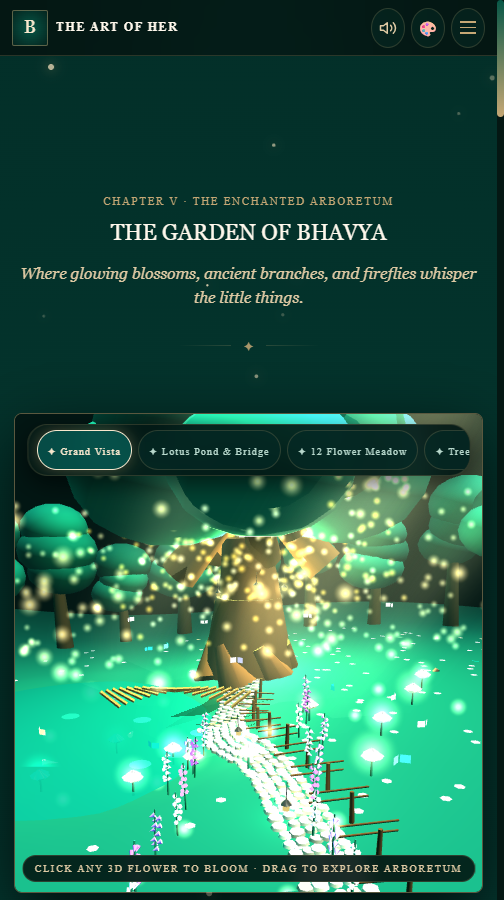 B THE ART OF HER
CHAPTER V · THE ENCHANTED ARBORETUM
THE GARDEN OF BHAVYA
Where glowing blossoms, ancient branches, and fireflies whisper
the little things.
✦ Grand Vista ✦ Lotus Pond & Bridge ✦ 12 Flower Meadow ✦ Tree
CLICK ANY 3D FLOWER TO BLOOM · DRAG TO EXPLORE ARBORETUM